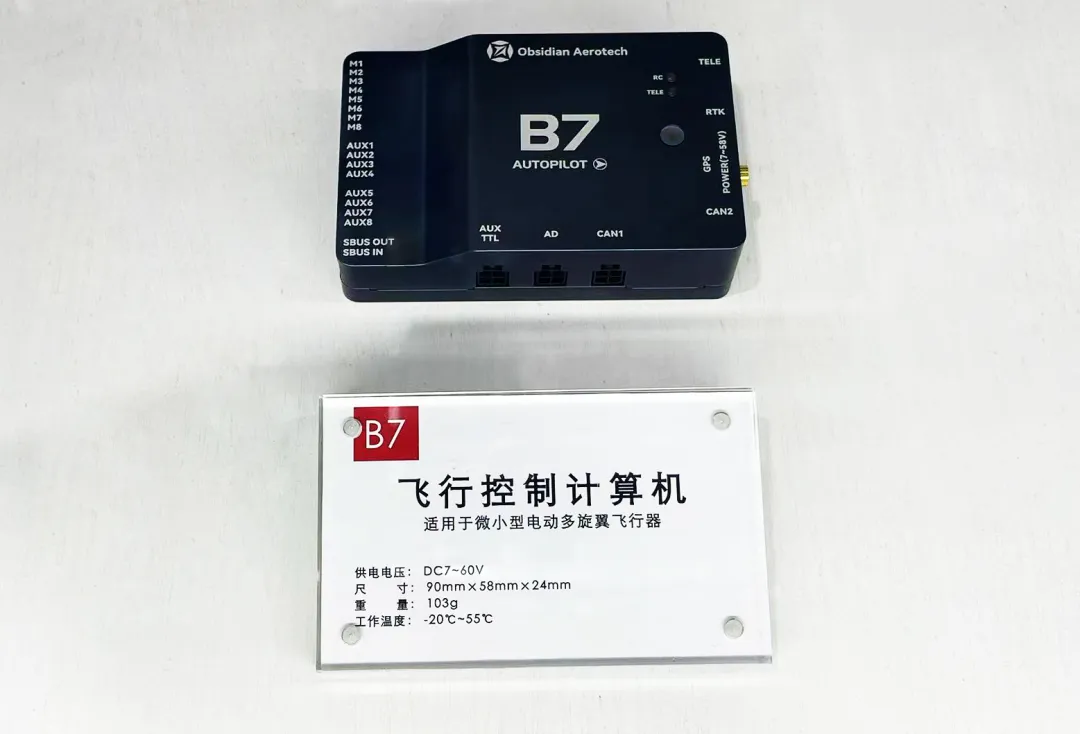 Obsidian Aerotech
M1
M2
M3
M4
M5
M6
M7
M8
AUX1
AUX2
AUX3
AUX4
AUX5
AUX6
AUX7
AUX8
SBUS OUT
SBUS IN
RC
TELE
TELE
RTK
GPS
POWER(7~58V)
CAN2
B7
AUTOPILOT
AUX
TTL
AD
CAN1
B7
飞行控制计算机
适用于微小型电动多旋翼飞行器
供电电压: DC7~60V
尺 寸: 90mm×58mm×24mm
重 量: 103g
工作温度: -20℃~55℃